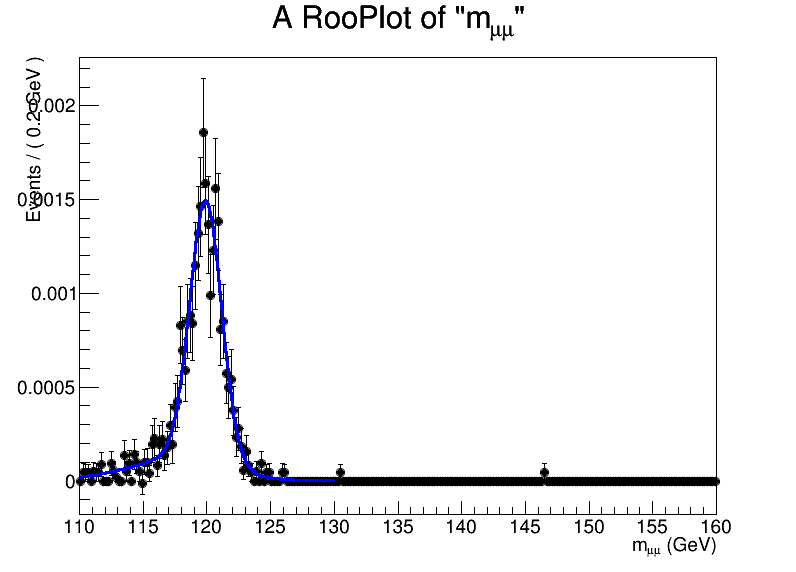 A RooPlot of "mμμ"
Events / ( 0.2 GeV )
0.002
0.0015
0.001
0.0005
0
110 115 120 125 130 135 140 145 150 155 160
mμμ (GeV)